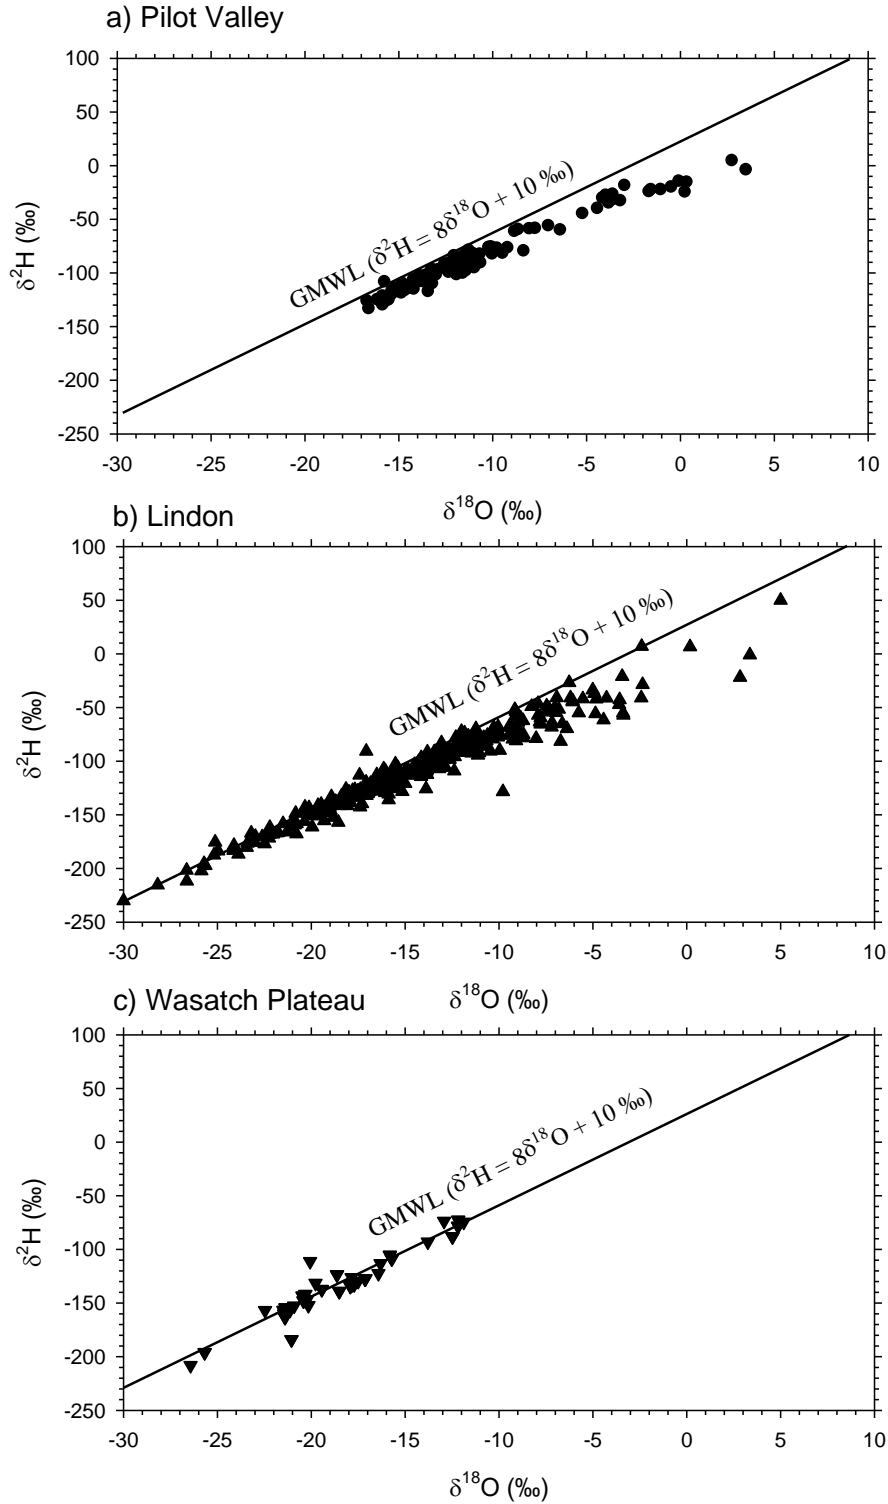 a) Pilot Valley
100
50
0
-50
-100
-150
-200
-250
δ²H (‰)
GMWL (δ²H = 8δ¹⁸O + 10 ‰)
-30 -25 -20 -15 -10 -5 0 5 10
δ¹⁸O (‰)
b) Lindon
100
50
0
-50
-100
-150
-200
-250
δ²H (‰)
GMWL (δ²H = 8δ¹⁸O + 10 ‰)
-30 -25 -20 -15 -10 -5 0 5 10
δ¹⁸O (‰)
c) Wasatch Plateau
100
50
0
-50
-100
-150
-200
-250
δ²H (‰)
GMWL (δ²H = 8δ¹⁸O + 10 ‰)
-30 -25 -20 -15 -10 -5 0 5 10
δ¹⁸O (‰)